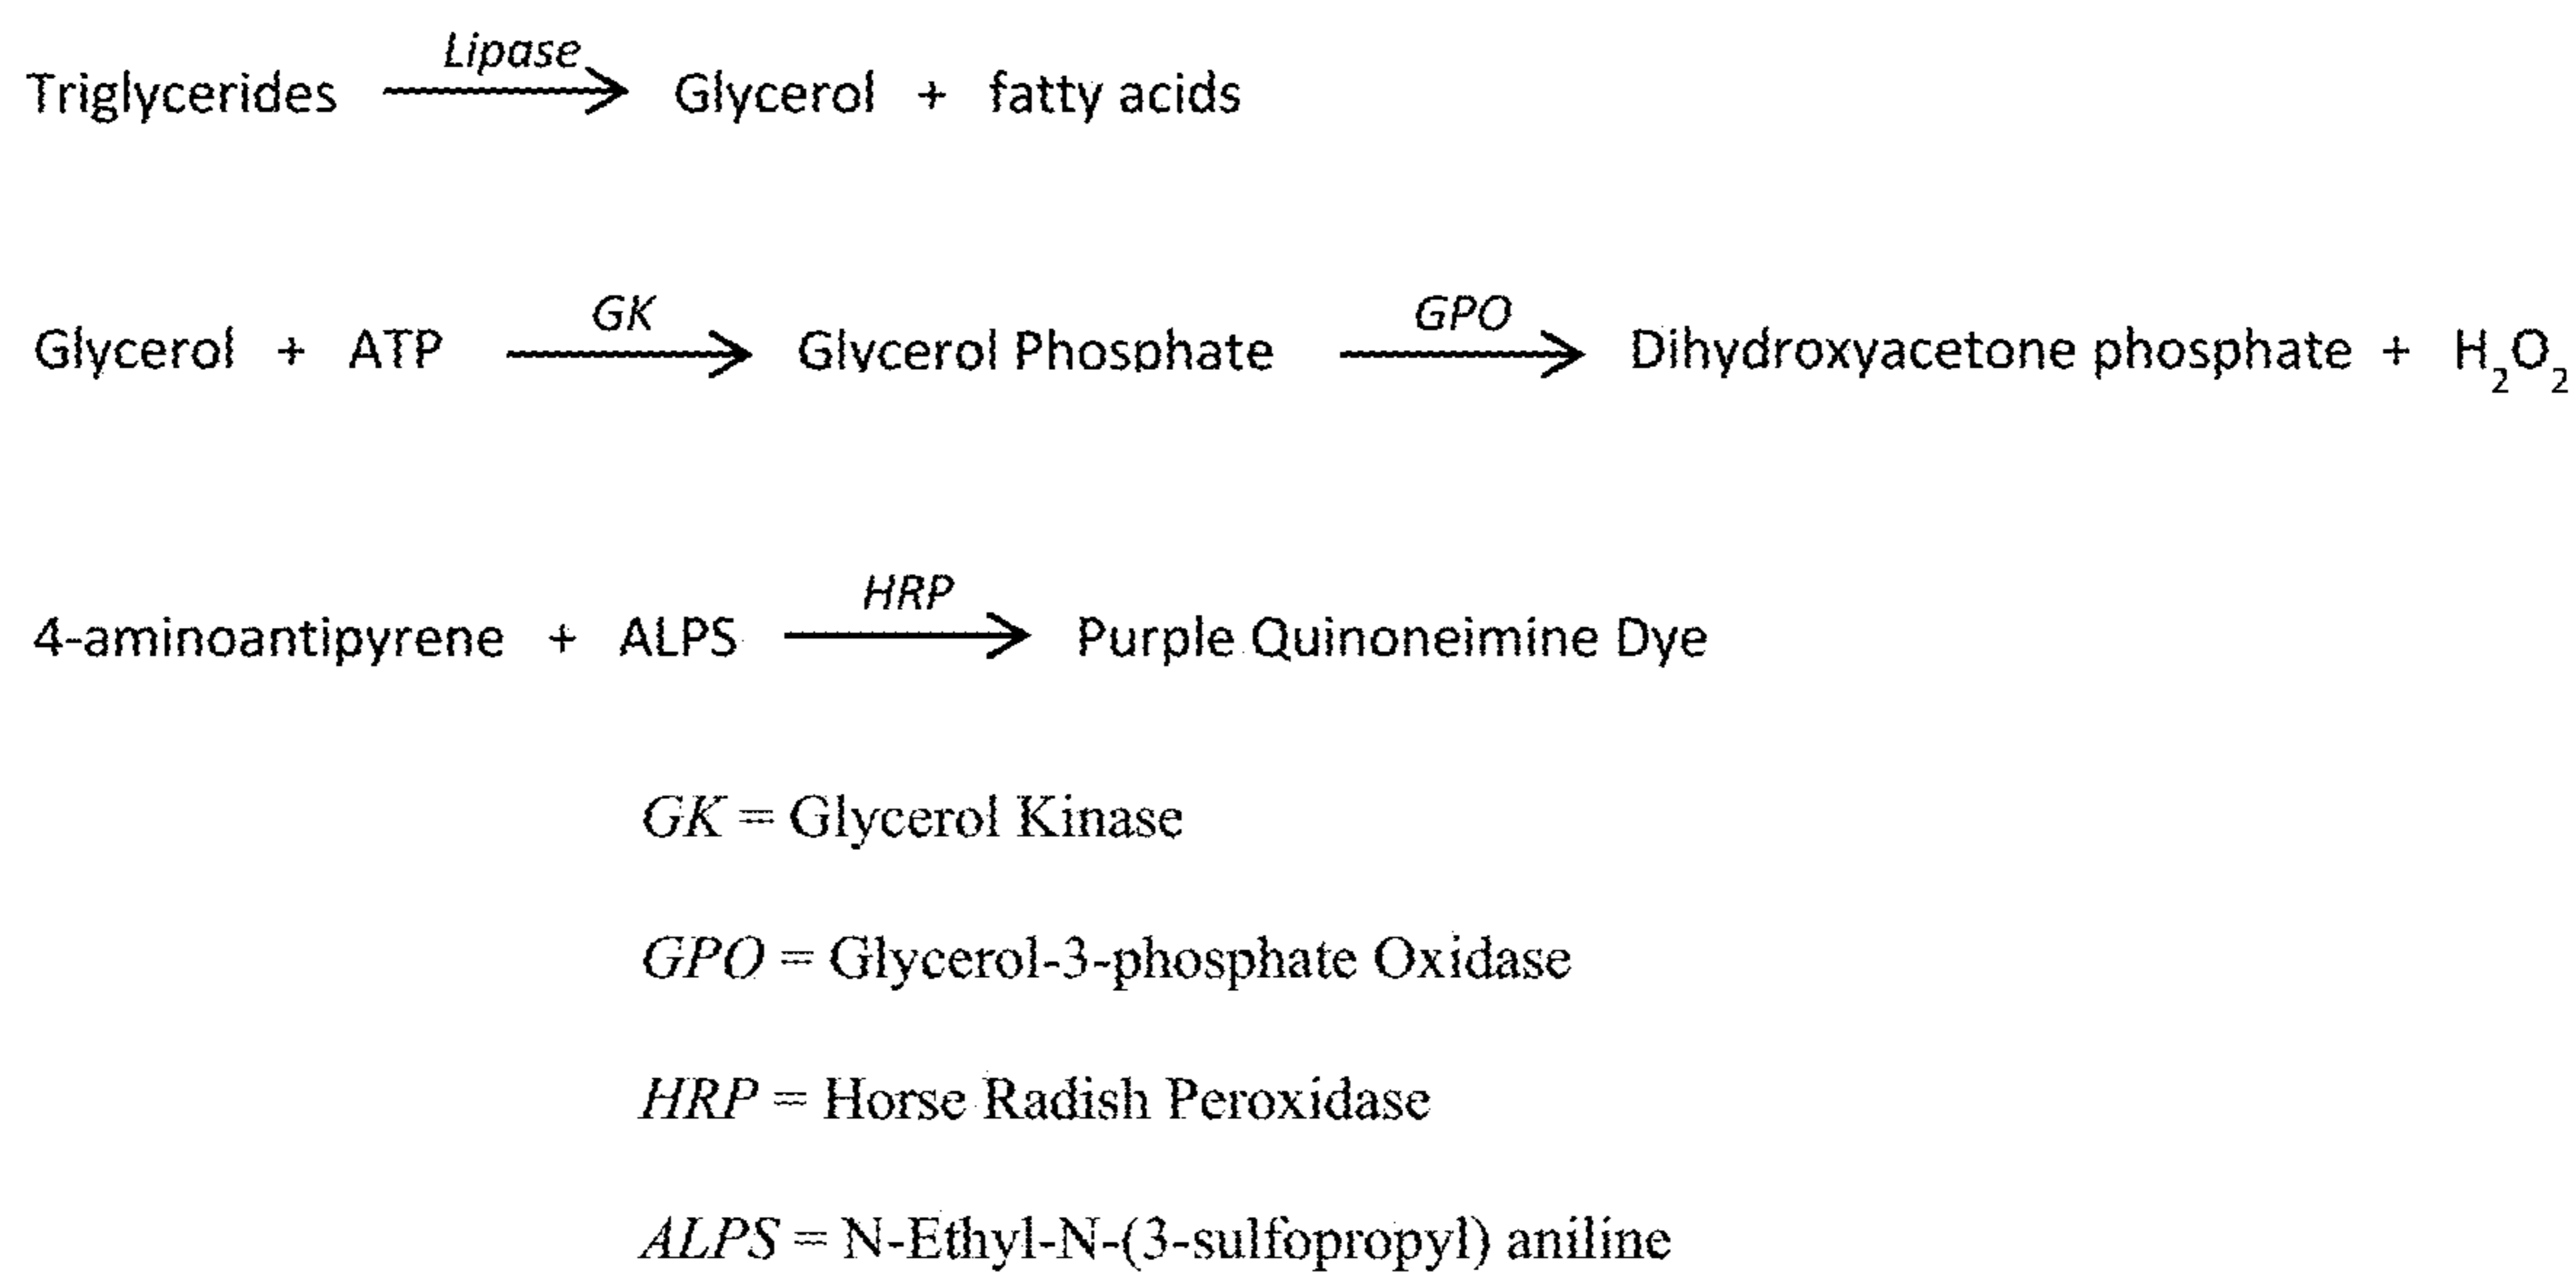 Triglycerides Lipase Glycerol + fatty acids
Glycerol + ATP GK Glycerol Phosphate GPO Dihydroxyacetone phosphate + H₂O₂
4-aminoantipyrene + ALPS HRP Purple Quinoneimine Dye
GK = Glycerol Kinase
GPO = Glycerol-3-phosphate Oxidase
HRP = Horse Radish Peroxidase
ALPS = N-Ethyl-N-(3-sulfopropyl) aniline